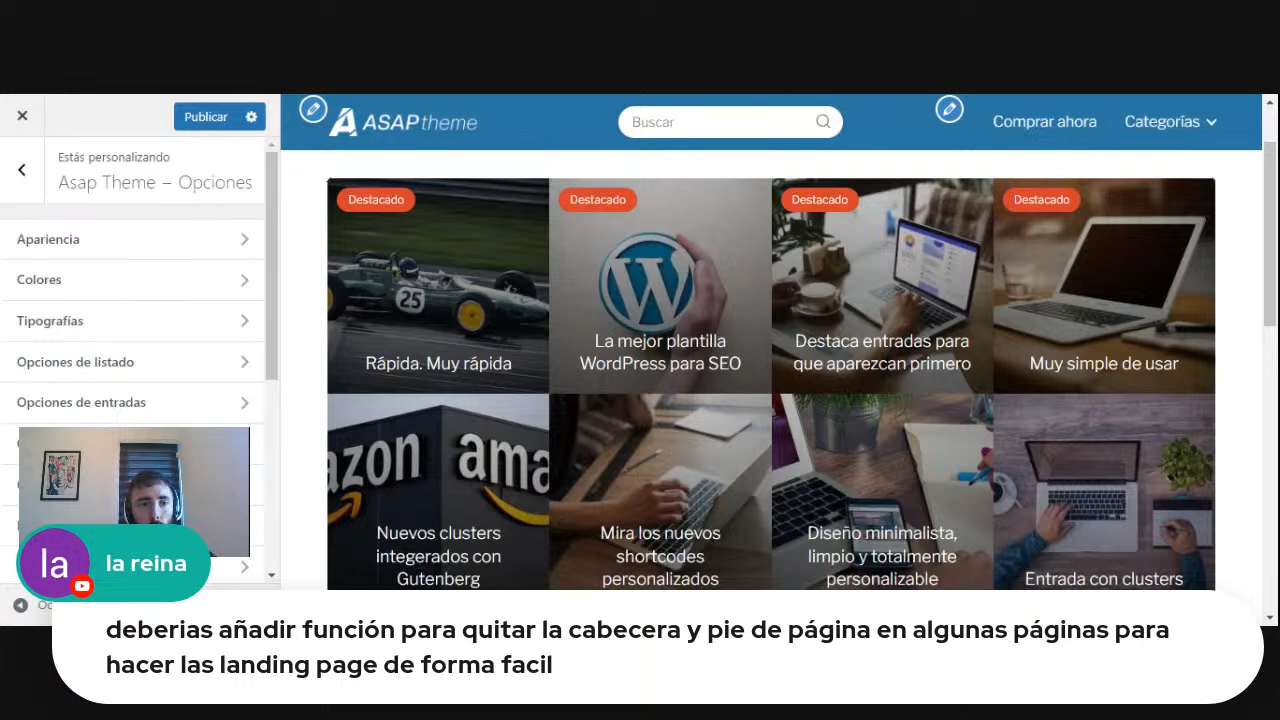 Publicar
Estás personalizando
Asap Theme – Opciones
Apariencia
Colores
Tipografías
Opciones de listado
Opciones de entradas
ASAP theme
Buscar
Comprar ahora
Categorías
Destacado
Destacado
Destacado
Destacado
25
Rápida. Muy rápida
La mejor plantilla
WordPress para SEO
Destaca entradas para
que aparezcan primero
Muy simple de usar
azon
ama
Nuevos clusters
integerados con
Gutenberg
Mira los nuevos
shortcodes
personalizados
Diseño minimalista,
limpio y totalmente
personalizable
Entrada con clusters
la
la reina
deberias añadir función para quitar la cabecera y pie de página en algunas páginas para
hacer las landing page de forma facil